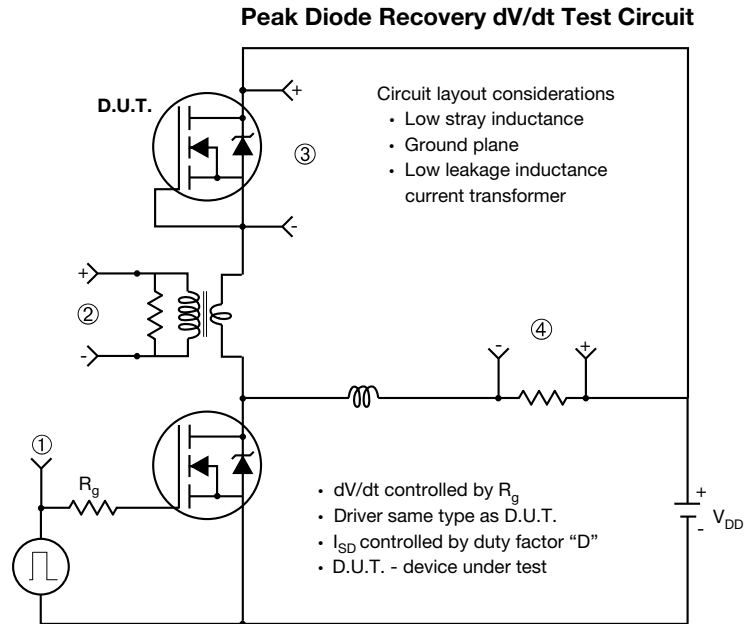 Peak Diode Recovery dV/dt Test Circuit
D.U.T.
+
-
③
Circuit layout considerations
• Low stray inductance
• Ground plane
• Low leakage inductance
current transformer
+
②
-
④
-
+
①
Rg
• dV/dt controlled by Rg
• Driver same type as D.U.T.
• ISD controlled by duty factor “D”
• D.U.T. - device under test
+
-
VDD